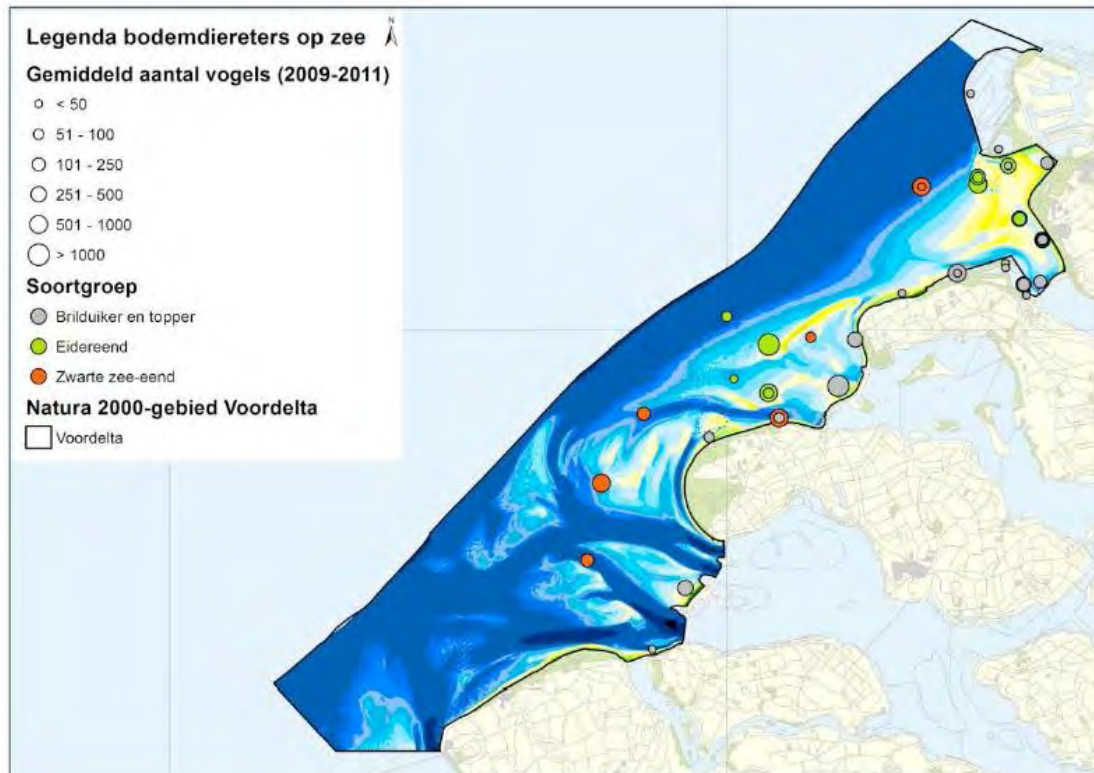 Legenda bodemdiereters op zee
N
Gemiddeld aantal vogels (2009-2011)
< 50
51 - 100
101 - 250
251 - 500
501 - 1000
> 1000
Soortgroep
Brilduiker en topper
Eidereend
Zwarte zee-eend
Natura 2000-gebied Voordelta
Voordelta